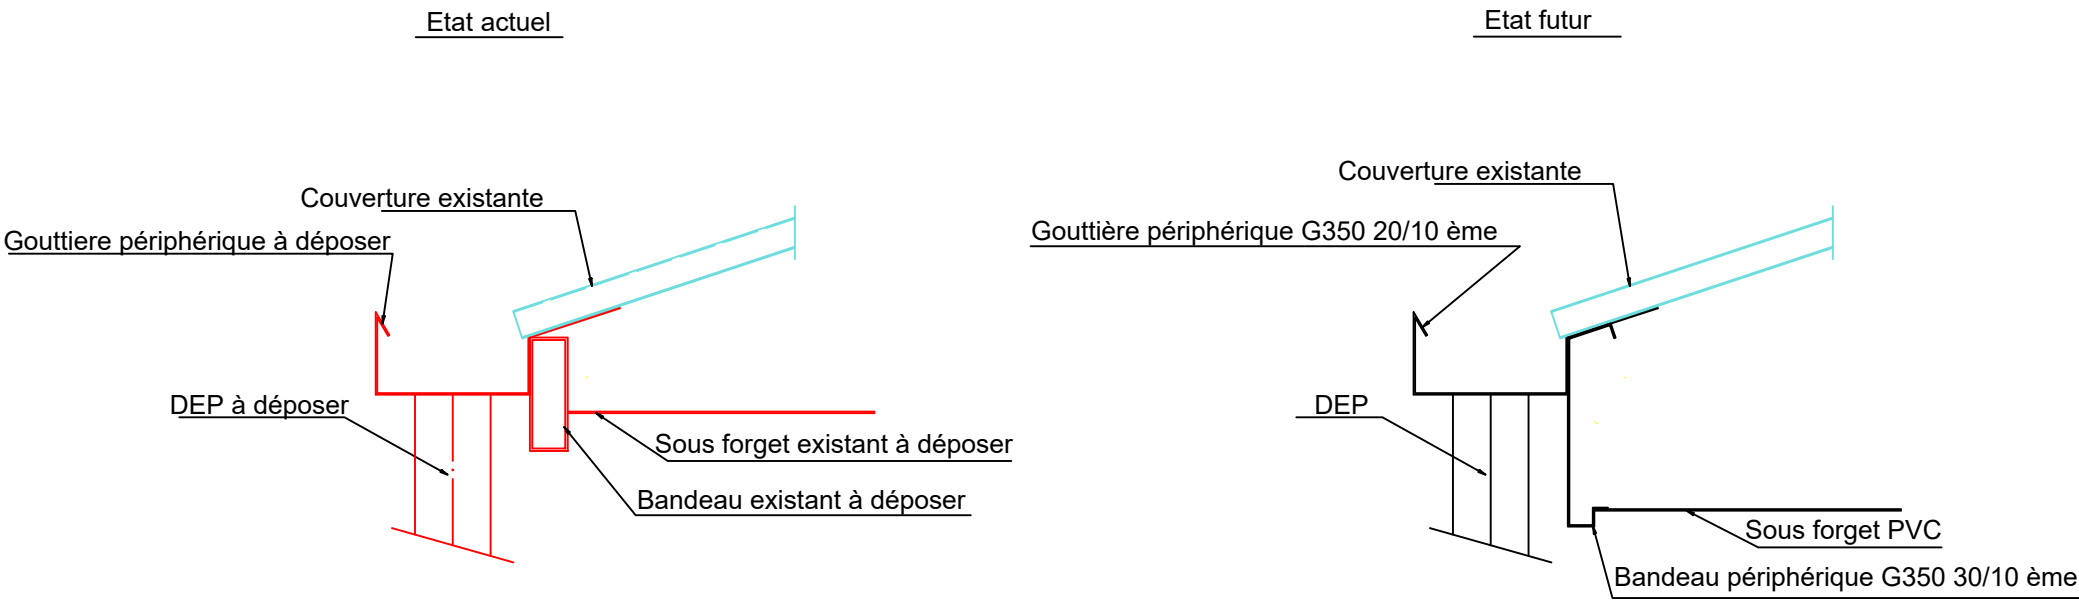 Etat actuel
Couverture existante
Gouttiere périphérique à déposer
DEP à déposer
Sous forget existant à déposer
Bandeau existant à déposer
Etat futur
Couverture existante
Gouttière périphérique G350 20/10 ème
DEP
Sous forget PVC
Bandeau périphérique G350 30/10 ème